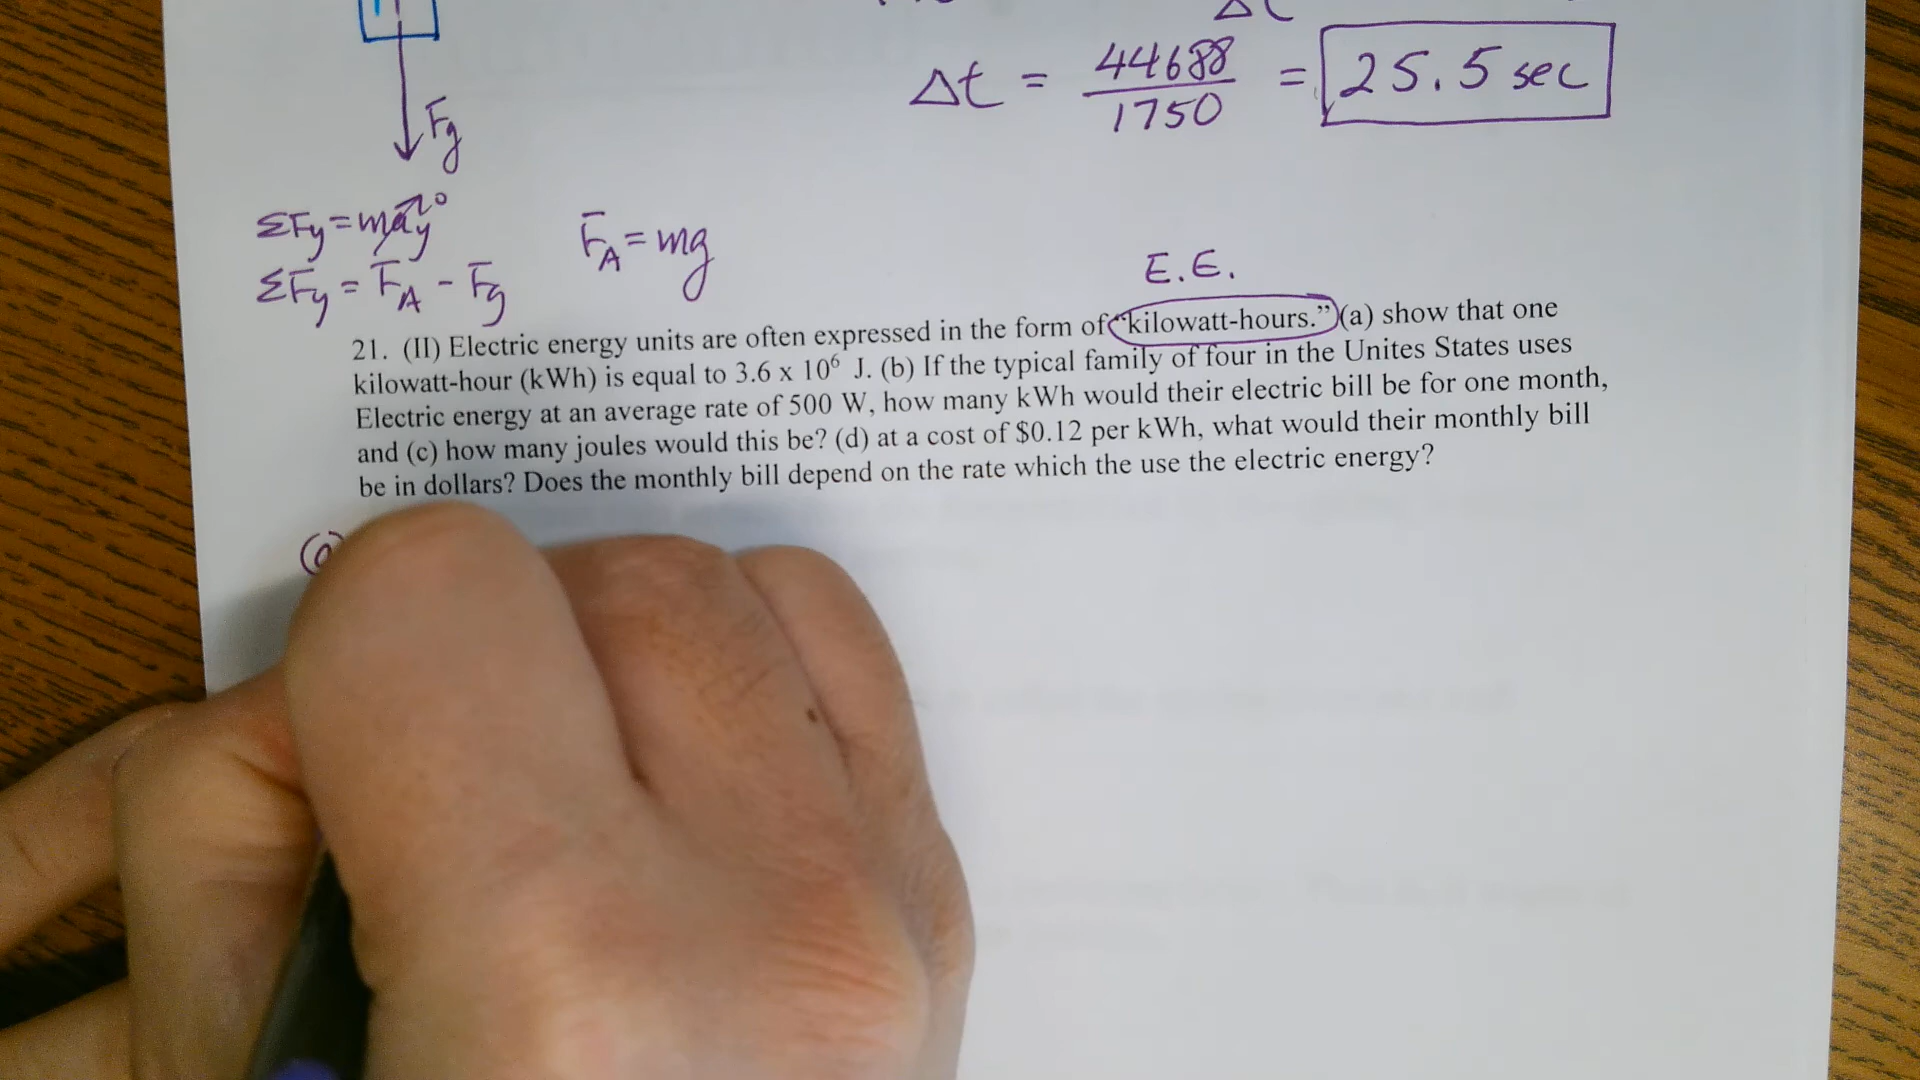 Δt = 44688 / 1750 = 25.5 sec
Fg
ΣFy = may 0
FA = mg
ΣFy = FA - Fg
E.E.
21. (II) Electric energy units are often expressed in the form of “kilowatt-hours.” (a) show that one
kilowatt-hour (kWh) is equal to 3.6 x 10⁶ J. (b) If the typical family of four in the Unites States uses
Electric energy at an average rate of 500 W, how many kWh would their electric bill be for one month,
and (c) how many joules would this be? (d) at a cost of $0.12 per kWh, what would their monthly bill
be in dollars? Does the monthly bill depend on the rate which the use the electric energy?
(a)